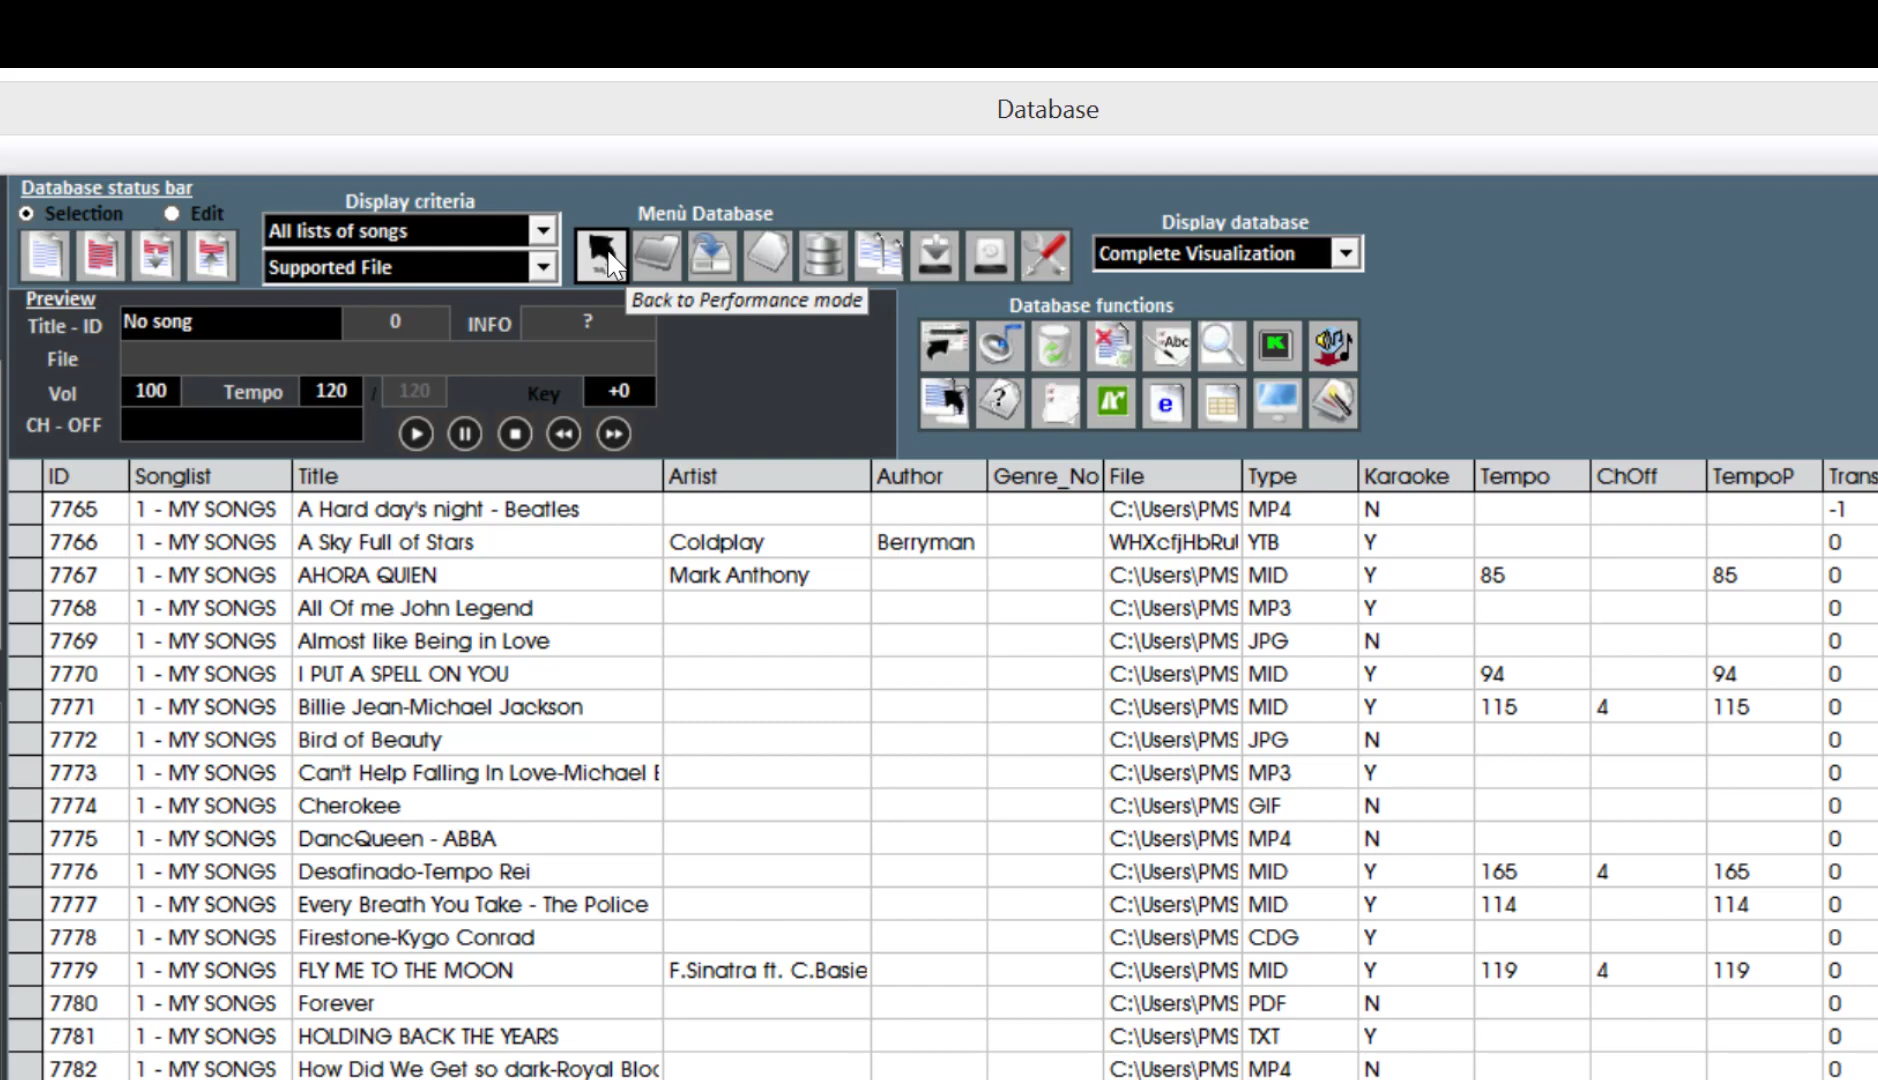 Database
Database status bar
Selection Edit
Display criteria
All lists of songs
Supported File
Menù Database
Display database
Complete Visualization
Back to Performance mode
Preview
Title - ID No song 0 INFO ?
File
Vol 100 Tempo 120 / 120 Key +0
CH - OFF
Database functions
Abc
K
?
e
ID Songlist Title Artist Author Genre_No File Type Karaoke Tempo ChOff TempoP Trans
7765 1 - MY SONGS A Hard day's night - Beatles C:\Users\PMS MP4 N -1
7766 1 - MY SONGS A Sky Full of Stars Coldplay Berryman WHXcfjHbRu YTB Y 0
7767 1 - MY SONGS AHORA QUIEN Mark Anthony C:\Users\PMS MID Y 85 85 0
7768 1 - MY SONGS All Of me John Legend C:\Users\PMS MP3 Y 0
7769 1 - MY SONGS Almost like Being in Love C:\Users\PMS JPG N 0
7770 1 - MY SONGS I PUT A SPELL ON YOU C:\Users\PMS MID Y 94 94 0
7771 1 - MY SONGS Billie Jean-Michael Jackson C:\Users\PMS MID Y 115 4 115 0
7772 1 - MY SONGS Bird of Beauty C:\Users\PMS JPG N 0
7773 1 - MY SONGS Can't Help Falling In Love-Michael C:\Users\PMS MP3 Y 0
7774 1 - MY SONGS Cherokee C:\Users\PMS GIF N 0
7775 1 - MY SONGS DancQueen - ABBA C:\Users\PMS MP4 N 0
7776 1 - MY SONGS Desafinado-Tempo Rei C:\Users\PMS MID Y 165 4 165 0
7777 1 - MY SONGS Every Breath You Take - The Police C:\Users\PMS MID Y 114 114 0
7778 1 - MY SONGS Firestone-Kygo Conrad C:\Users\PMS CDG Y 0
7779 1 - MY SONGS FLY ME TO THE MOON F.Sinatra ft. C.Basie C:\Users\PMS MID Y 119 4 119 0
7780 1 - MY SONGS Forever C:\Users\PMS PDF N 0
7781 1 - MY SONGS HOLDING BACK THE YEARS C:\Users\PMS TXT Y 0
7782 1 - MY SONGS How Did We Get so dark-Royal Bloc C:\Users\PMS MP4 N 0